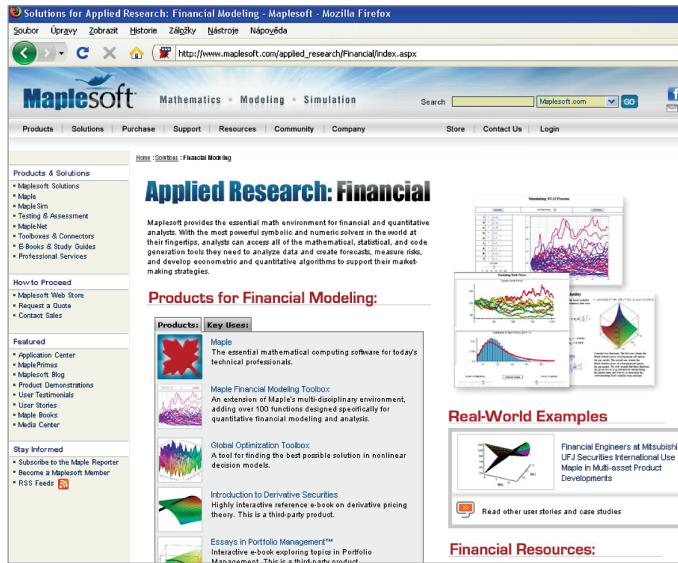 Solutions for Applied Research: Financial Modeling - Maplesoft - Mozilla Firefox
Soubor Úpravy Zobrazit Historie Záložky Nástroje Nápověda
http://www.maplesoft.com/applied_research/Financial/index.aspx
Maplesoft
Mathematics • Modeling • Simulation
Search
Maplesoft.com
GO
Products Solutions Purchase Support Resources Community Company Store Contact Us Login
Home : Solutions : Financial Modeling
Products & Solutions
• Maplesoft Solutions
• Maple
• MapleSim
• Testing & Assessment
• MapleNet
• Toolboxes & Connectors
• E-Books & Study Guides
• Professional Services
How to Proceed
• Maplesoft Web Store
• Request a Quote
• Contact Sales
Featured
• Application Center
• MaplePrimes
• Maplesoft Blog
• Product Demonstrations
• User Testimonials
• User Stories
• Maple Books
• Media Center
Stay Informed
• Subscribe to the Maple Reporter
• Become a Maplesoft Member
• RSS Feeds
Applied Research: Financial
Maplesoft provides the essential math environment for financial and quantitative
analysts. With the most powerful symbolic and numeric solvers in the world at
their fingertips, analysts can access all of the mathematical, statistical, and code
generation tools they need to analyze data and create forecasts, measure risks,
and develop econometric and quantitative algorithms to support their market-
making strategies.
Products for Financial Modeling:
Products: Key Uses:
Maple
The essential mathematical computing software for today's
technical professionals.
Maple Financial Modeling Toolbox
An extension of Maple's multi-disciplinary environment,
adding over 100 functions designed specifically for
quantitative financial modeling and analysis.
Global Optimization Toolbox
A tool for finding the best possible solution in nonlinear
decision models.
Introduction to Derivative Securities
Highly interactive reference e-book on derivative pricing
theory. This is a third-party product.
Essays in Portfolio Management™
Interactive e-book exploring topics in Portfolio
Management. This is a third-party product.
Real-World Examples
Financial Engineers at Mitsubishi
UFJ Securities International Use
Maple in Multi-asset Product
Developments
Read other user stories and case studies
Financial Resources: